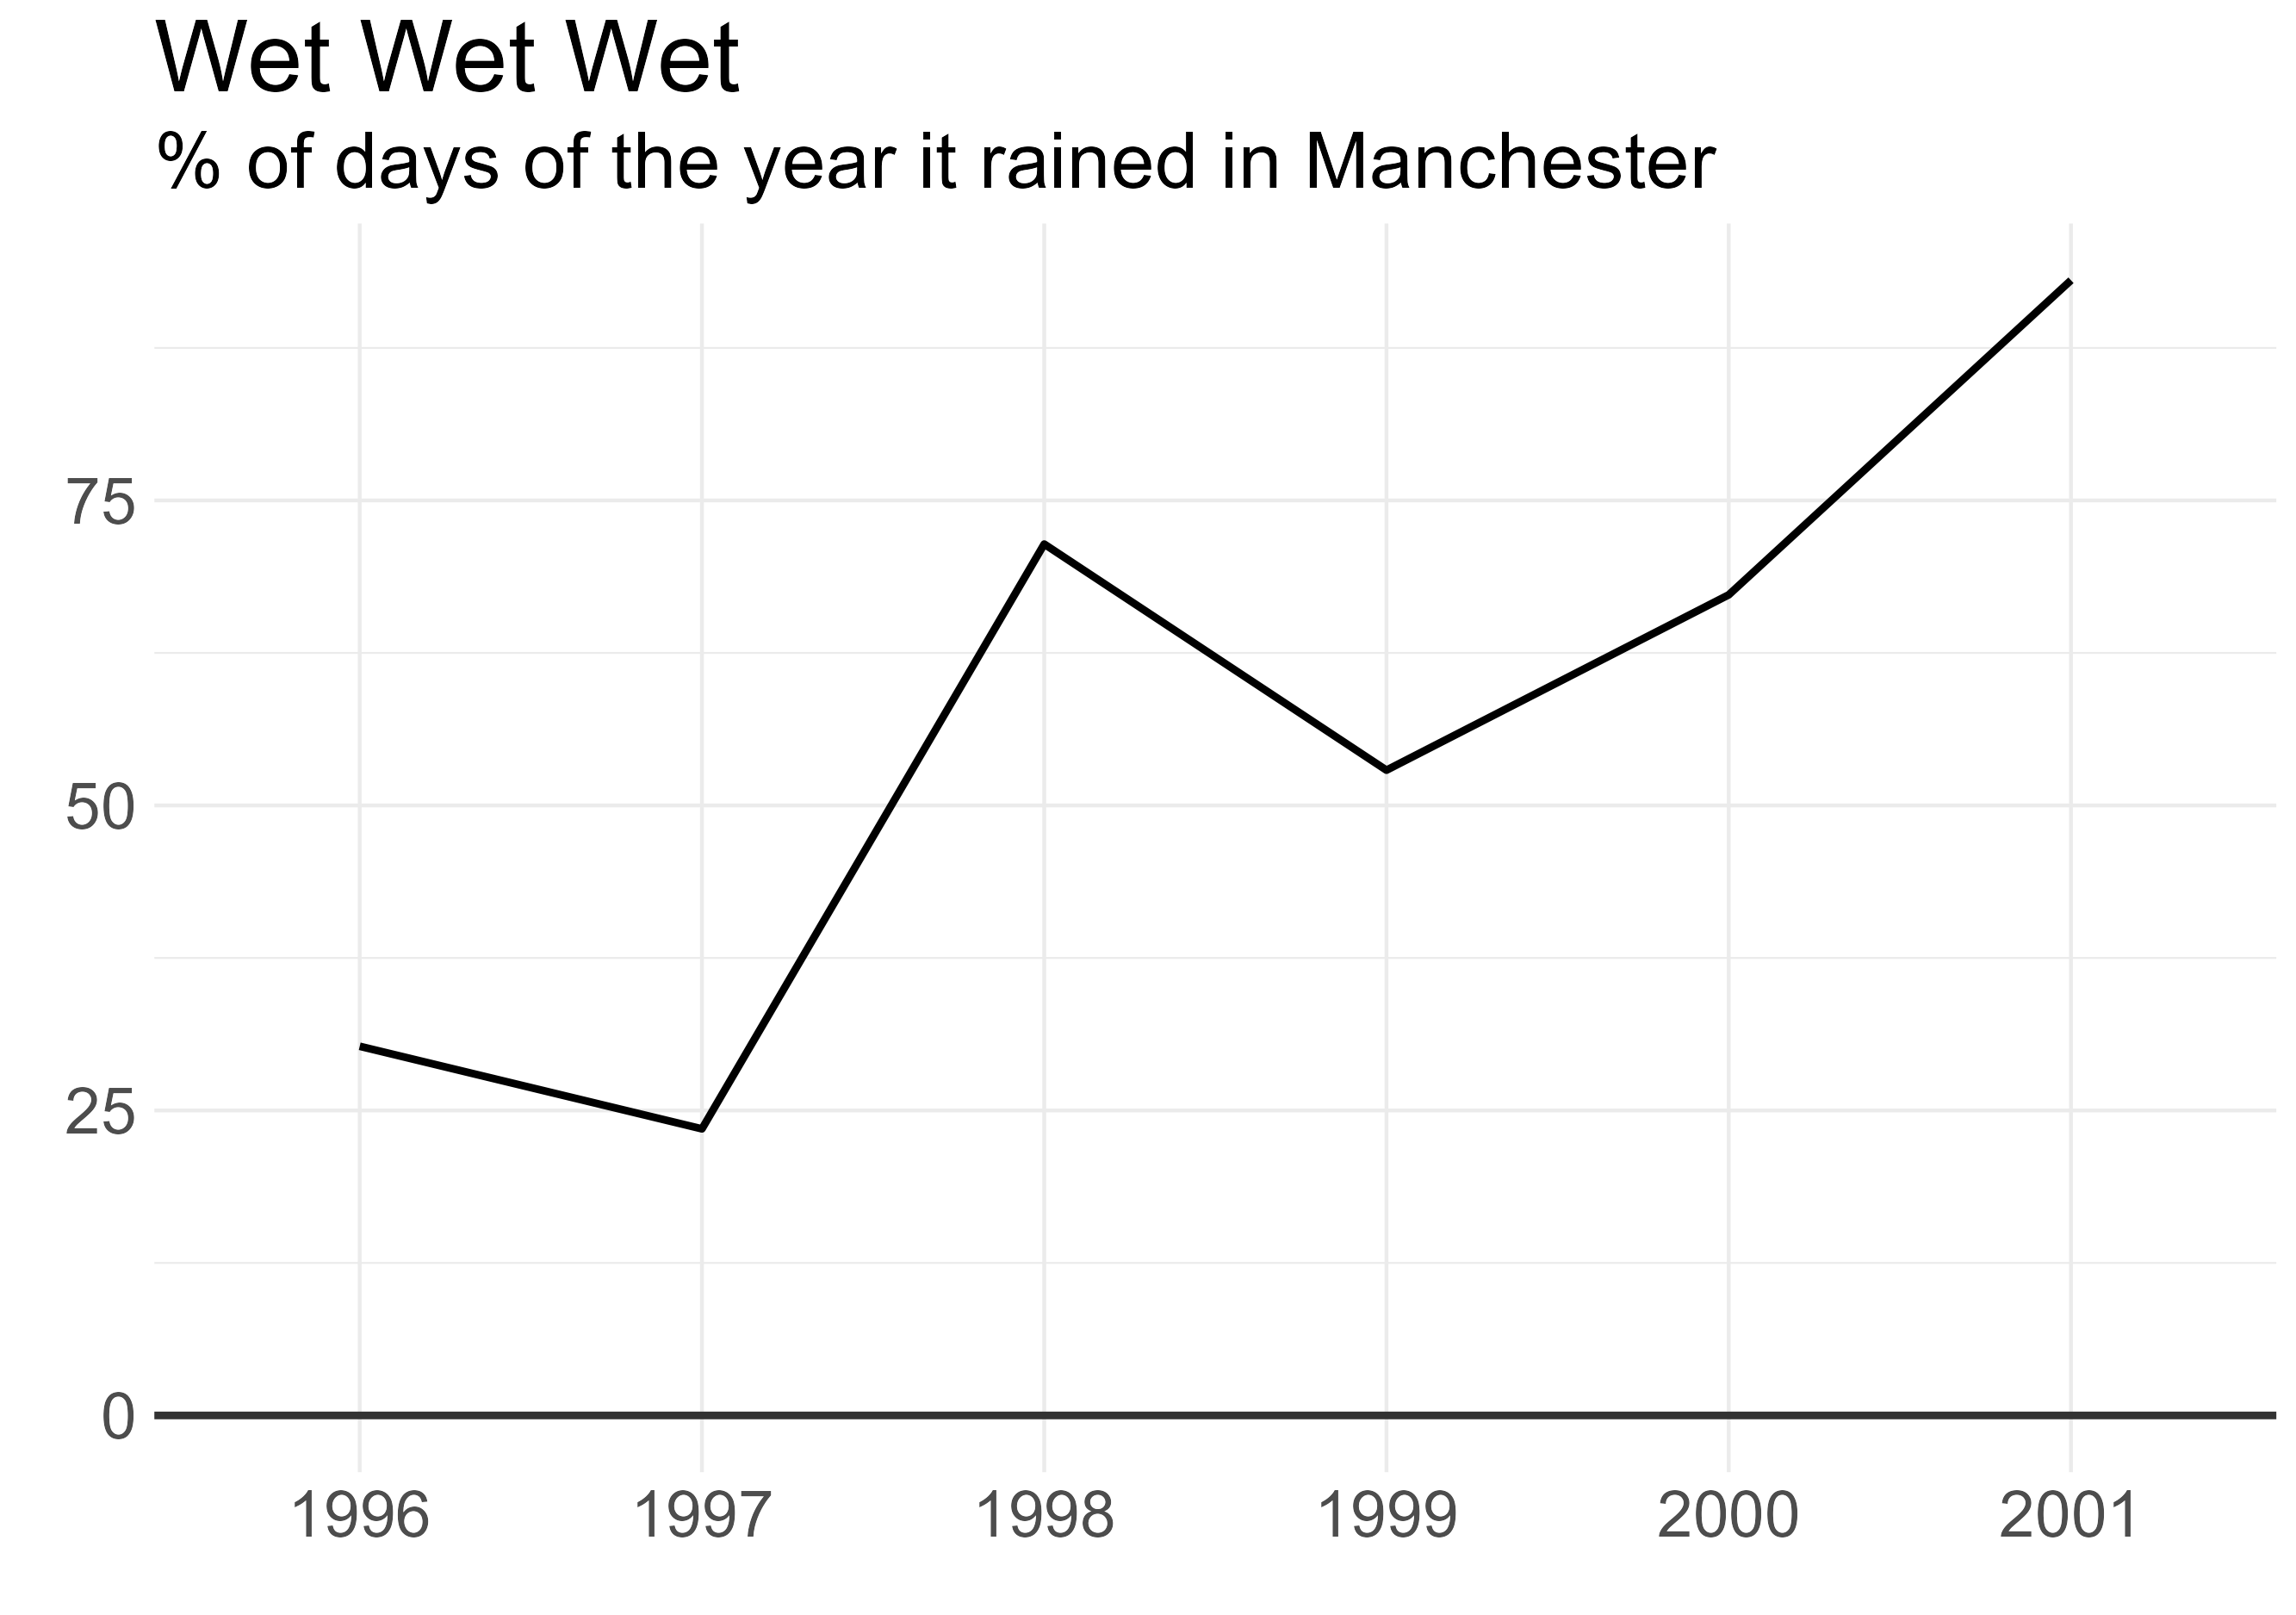 Wet Wet Wet
% of days of the year it rained in Manchester
75
50
25
0
1996 1997 1998 1999 2000 2001